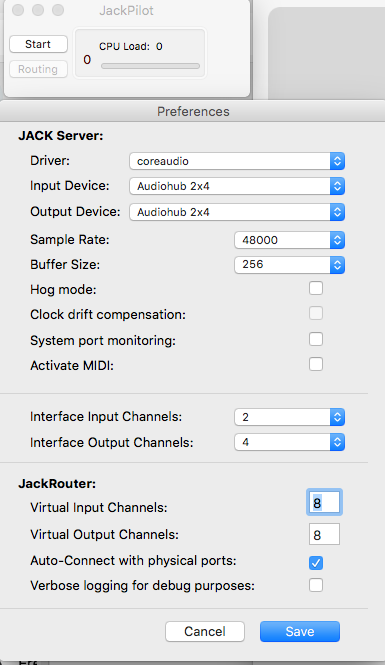 JackPilot
Start
CPU Load: 0
0
Routing
Preferences
JACK Server:
Driver: coreaudio
Input Device: Audiohub 2x4
Output Device: Audiohub 2x4
Sample Rate: 48000
Buffer Size: 256
Hog mode:
Clock drift compensation:
System port monitoring:
Activate MIDI:
Interface Input Channels: 2
Interface Output Channels: 4
JackRouter:
Virtual Input Channels: 8
Virtual Output Channels: 8
Auto-Connect with physical ports:
Verbose logging for debug purposes:
Cancel Save